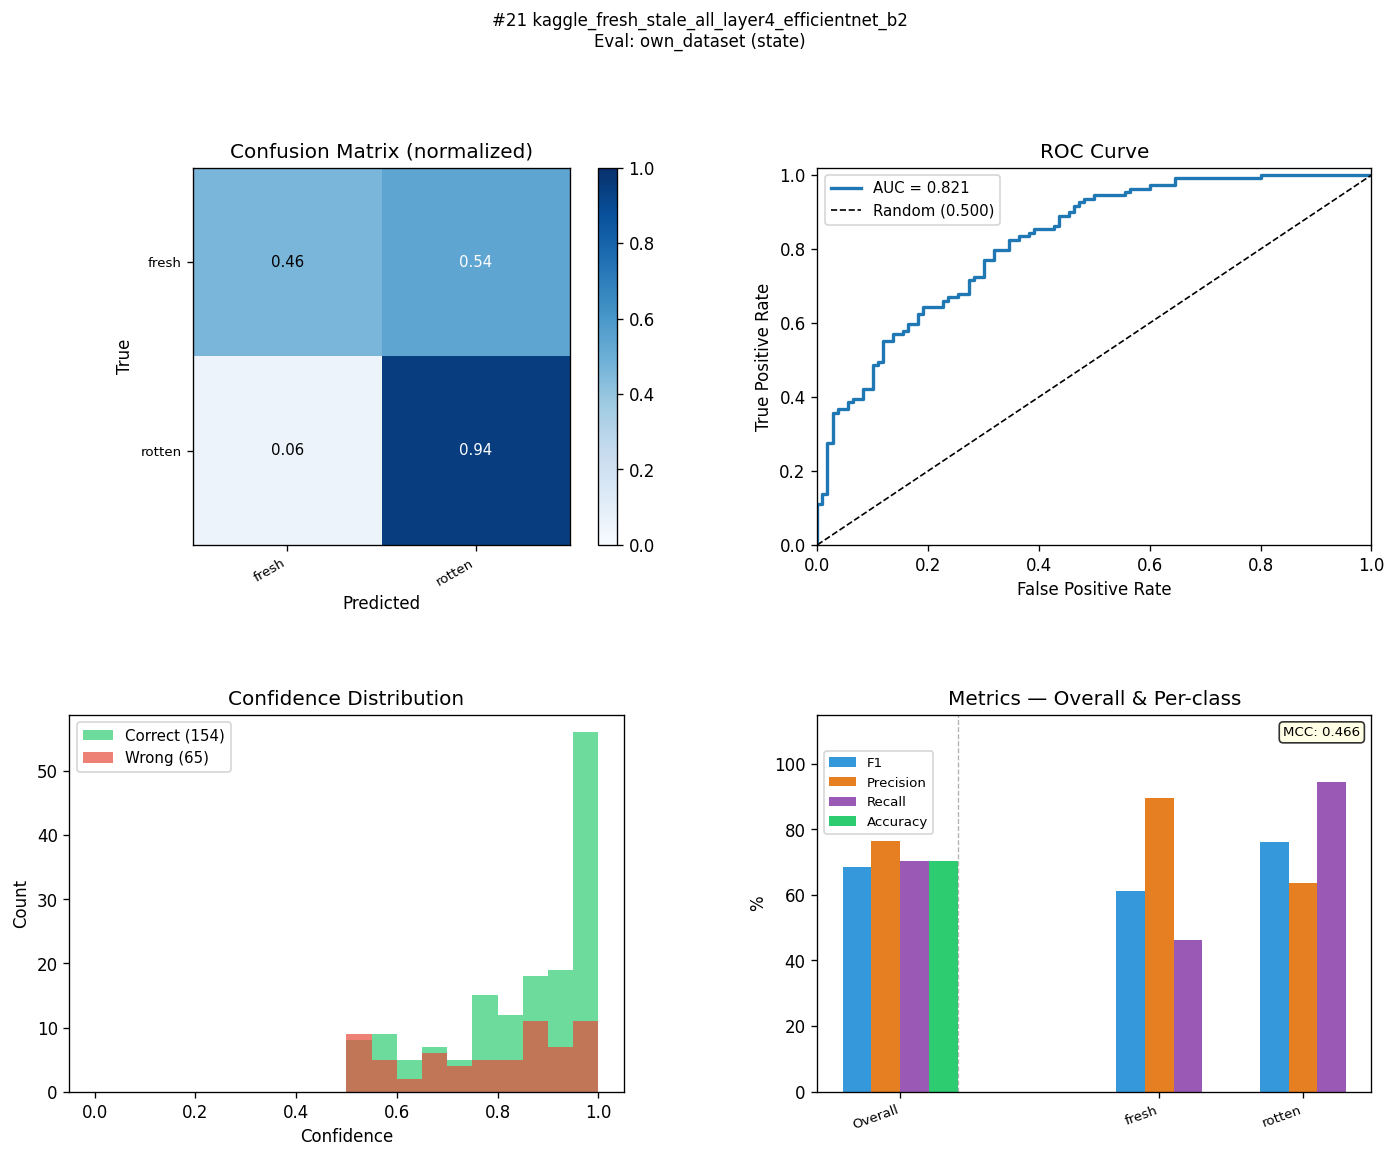 #21 kaggle_fresh_stale_all_layer4_efficientnet_b2
Eval: own_dataset (state)
Confusion Matrix (normalized)
True
fresh
rotten
0.46
0.54
0.06
0.94
fresh
rotten
Predicted
1.0
0.8
0.6
0.4
0.2
0.0
ROC Curve
AUC = 0.821
Random (0.500)
True Positive Rate
1.0
0.8
0.6
0.4
0.2
0.0
0.0
0.2
0.4
0.6
0.8
1.0
False Positive Rate
Confidence Distribution
Correct (154)
Wrong (65)
Count
50
40
30
20
10
0
0.0
0.2
0.4
0.6
0.8
1.0
Confidence
Metrics — Overall & Per-class
MCC: 0.466
F1
Precision
Recall
Accuracy
%
100
80
60
40
20
0
Overall
fresh
rotten